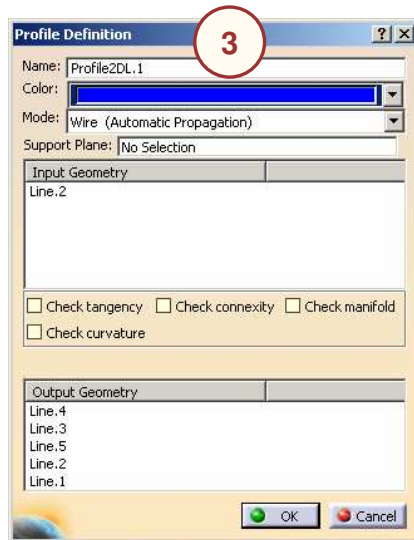 Profile Definition
3
Name: Profile2DL.1
Color:
Mode: Wire (Automatic Propagation)
Support Plane: No Selection
Input Geometry
Line.2
Check tangency Check connexity Check manifold
Check curvature
Output Geometry
Line.4
Line.3
Line.5
Line.2
Line.1
OK Cancel